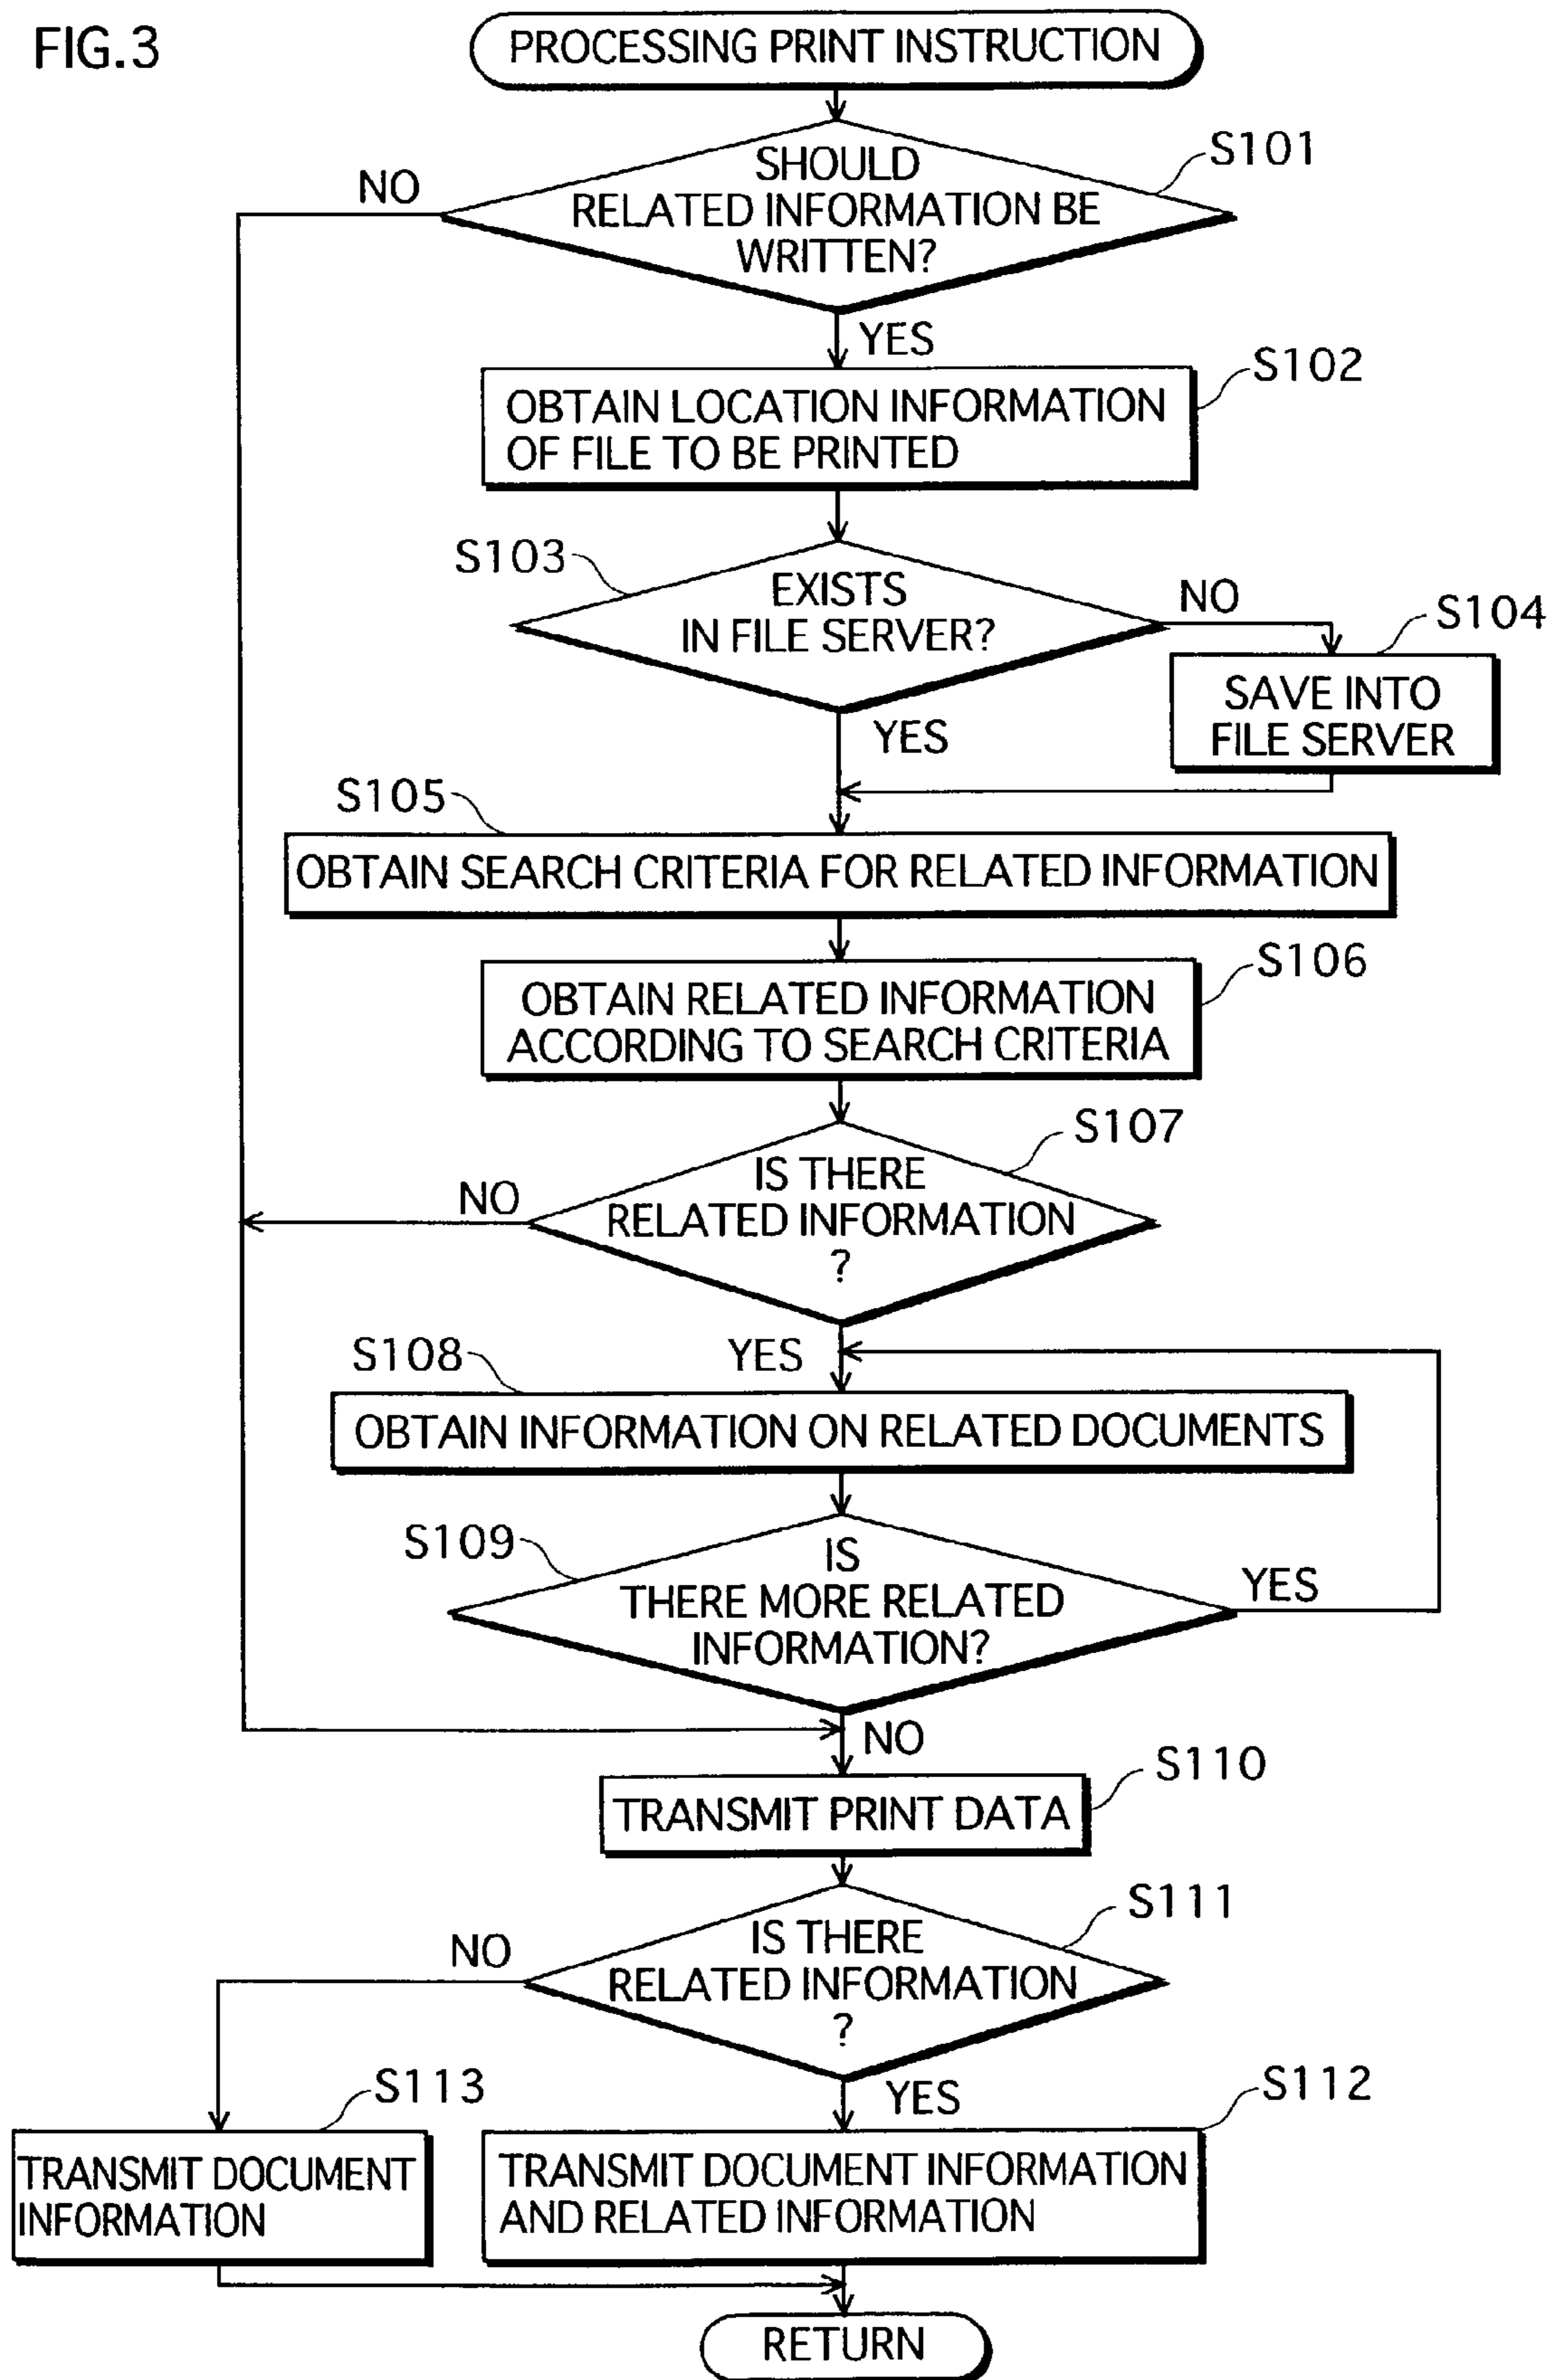 FIG.3
PROCESSING PRINT INSTRUCTION
S101
SHOULD
RELATED INFORMATION BE
WRITTEN?
NO
YES
S102
OBTAIN LOCATION INFORMATION
OF FILE TO BE PRINTED
S103
EXISTS
IN FILE SERVER?
NO
S104
SAVE INTO
FILE SERVER
YES
S105
OBTAIN SEARCH CRITERIA FOR RELATED INFORMATION
S106
OBTAIN RELATED INFORMATION
ACCORDING TO SEARCH CRITERIA
S107
IS THERE
RELATED INFORMATION
?
NO
YES
S108
OBTAIN INFORMATION ON RELATED DOCUMENTS
S109
IS
THERE MORE RELATED
INFORMATION?
YES
NO
S110
TRANSMIT PRINT DATA
S111
IS THERE
RELATED INFORMATION
?
NO
YES
S113
TRANSMIT DOCUMENT
INFORMATION
S112
TRANSMIT DOCUMENT INFORMATION
AND RELATED INFORMATION
RETURN